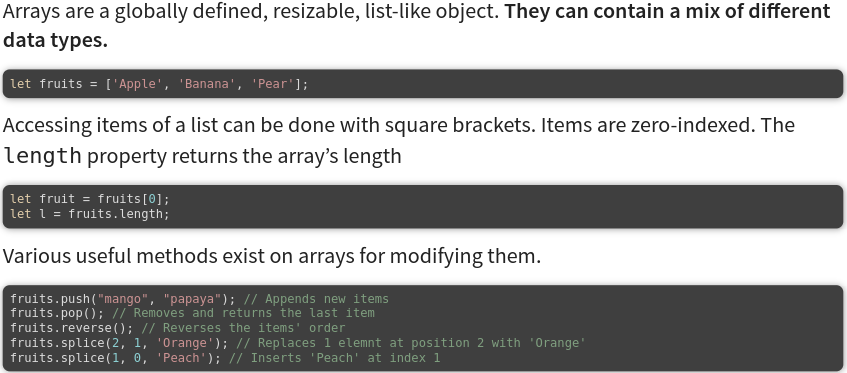 Arrays are a globally defined, resizable, list-like object. They can contain a mix of different
data types.
let fruits = ['Apple', 'Banana', 'Pear'];
Accessing items of a list can be done with square brackets. Items are zero-indexed. The
length property returns the array’s length
let fruit = fruits[0];
let l = fruits.length;
Various useful methods exist on arrays for modifying them.
fruits.push("mango", "papaya"); // Appends new items
fruits.pop(); // Removes and returns the last item
fruits.reverse(); // Reverses the items' order
fruits.splice(2, 1, 'Orange'); // Replaces 1 elemnt at position 2 with 'Orange'
fruits.splice(1, 0, 'Peach'); // Inserts 'Peach' at index 1